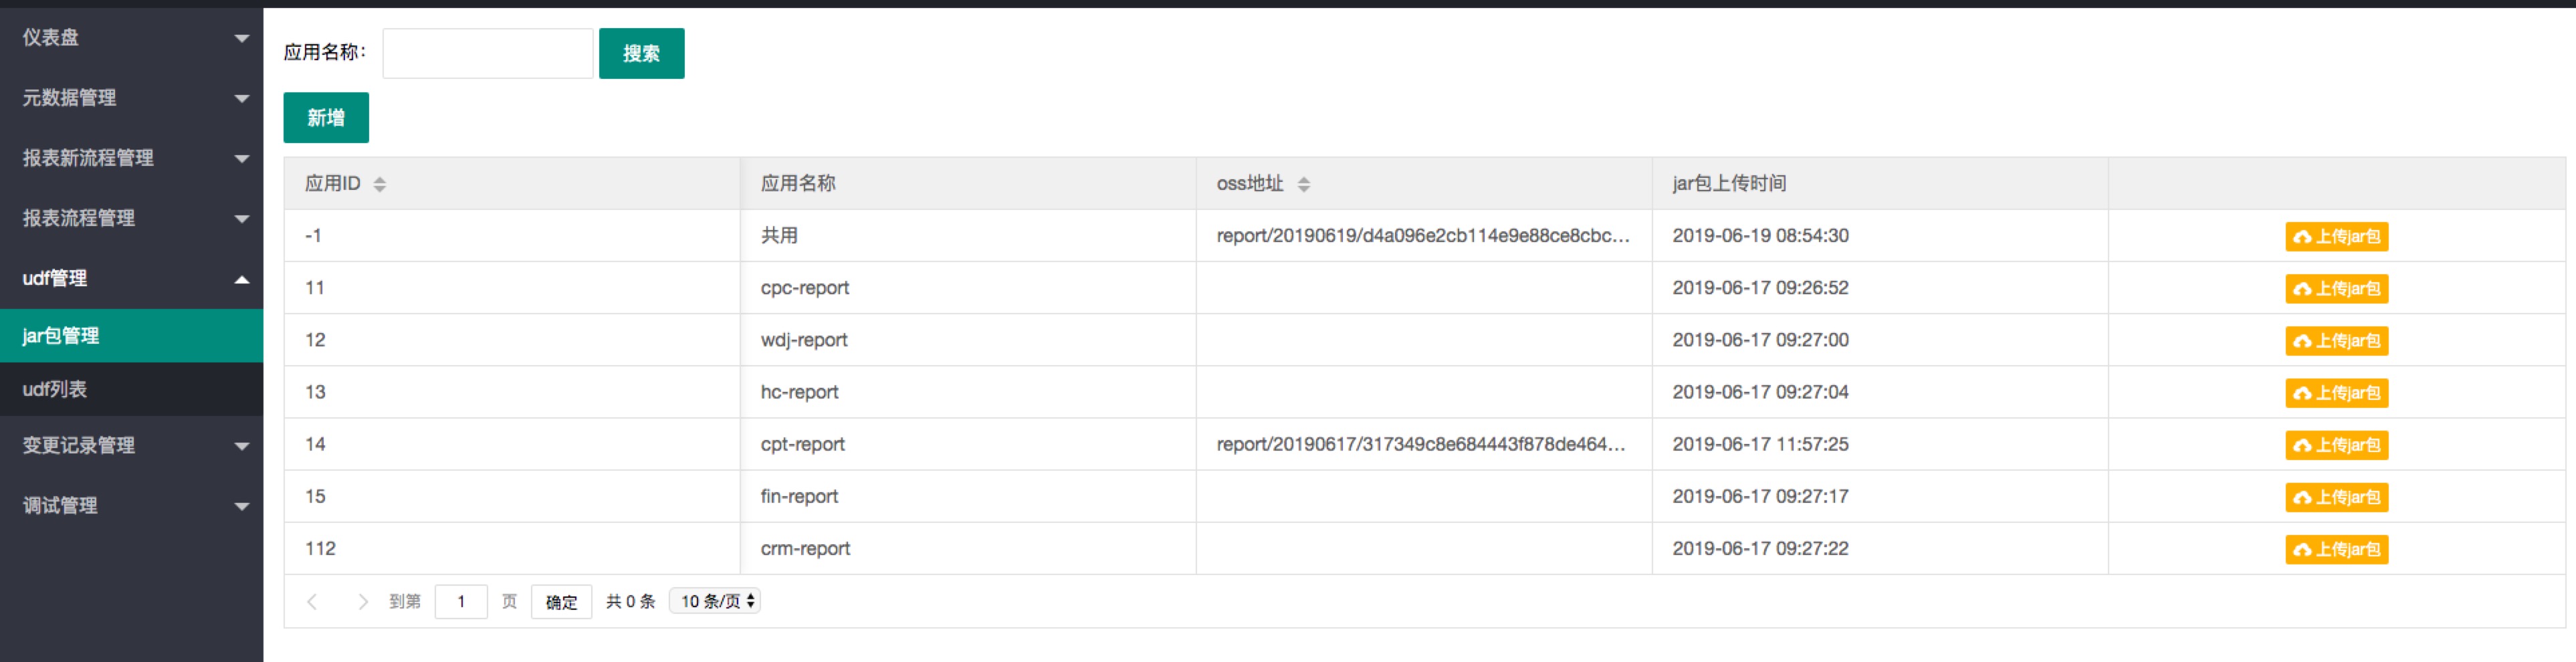 仪表盘
元数据管理
报表新流程管理
报表流程管理
udf管理
jar包管理
udf列表
变更记录管理
调试管理
应用名称： 搜索
新增
应用ID 应用名称 oss地址 jar包上传时间
-1 共用 report/20190619/d4a096e2cb114e9e88ce8cbc... 2019-06-19 08:54:30 上传jar包
11 cpc-report 2019-06-17 09:26:52 上传jar包
12 wdj-report 2019-06-17 09:27:00 上传jar包
13 hc-report 2019-06-17 09:27:04 上传jar包
14 cpt-report report/20190617/317349c8e684443f878de464... 2019-06-17 11:57:25 上传jar包
15 fin-report 2019-06-17 09:27:17 上传jar包
112 crm-report 2019-06-17 09:27:22 上传jar包
到第 1 页 确定 共 0 条 10 条/页